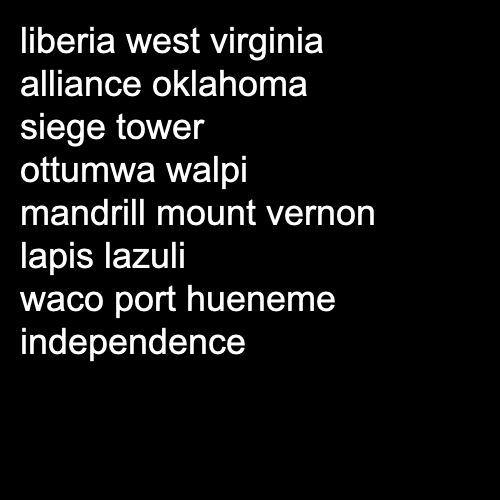 liberia west virginia
alliance oklahoma
siege tower
ottumwa walpi
mandrill mount vernon
lapis lazuli
waco port hueneme
independence